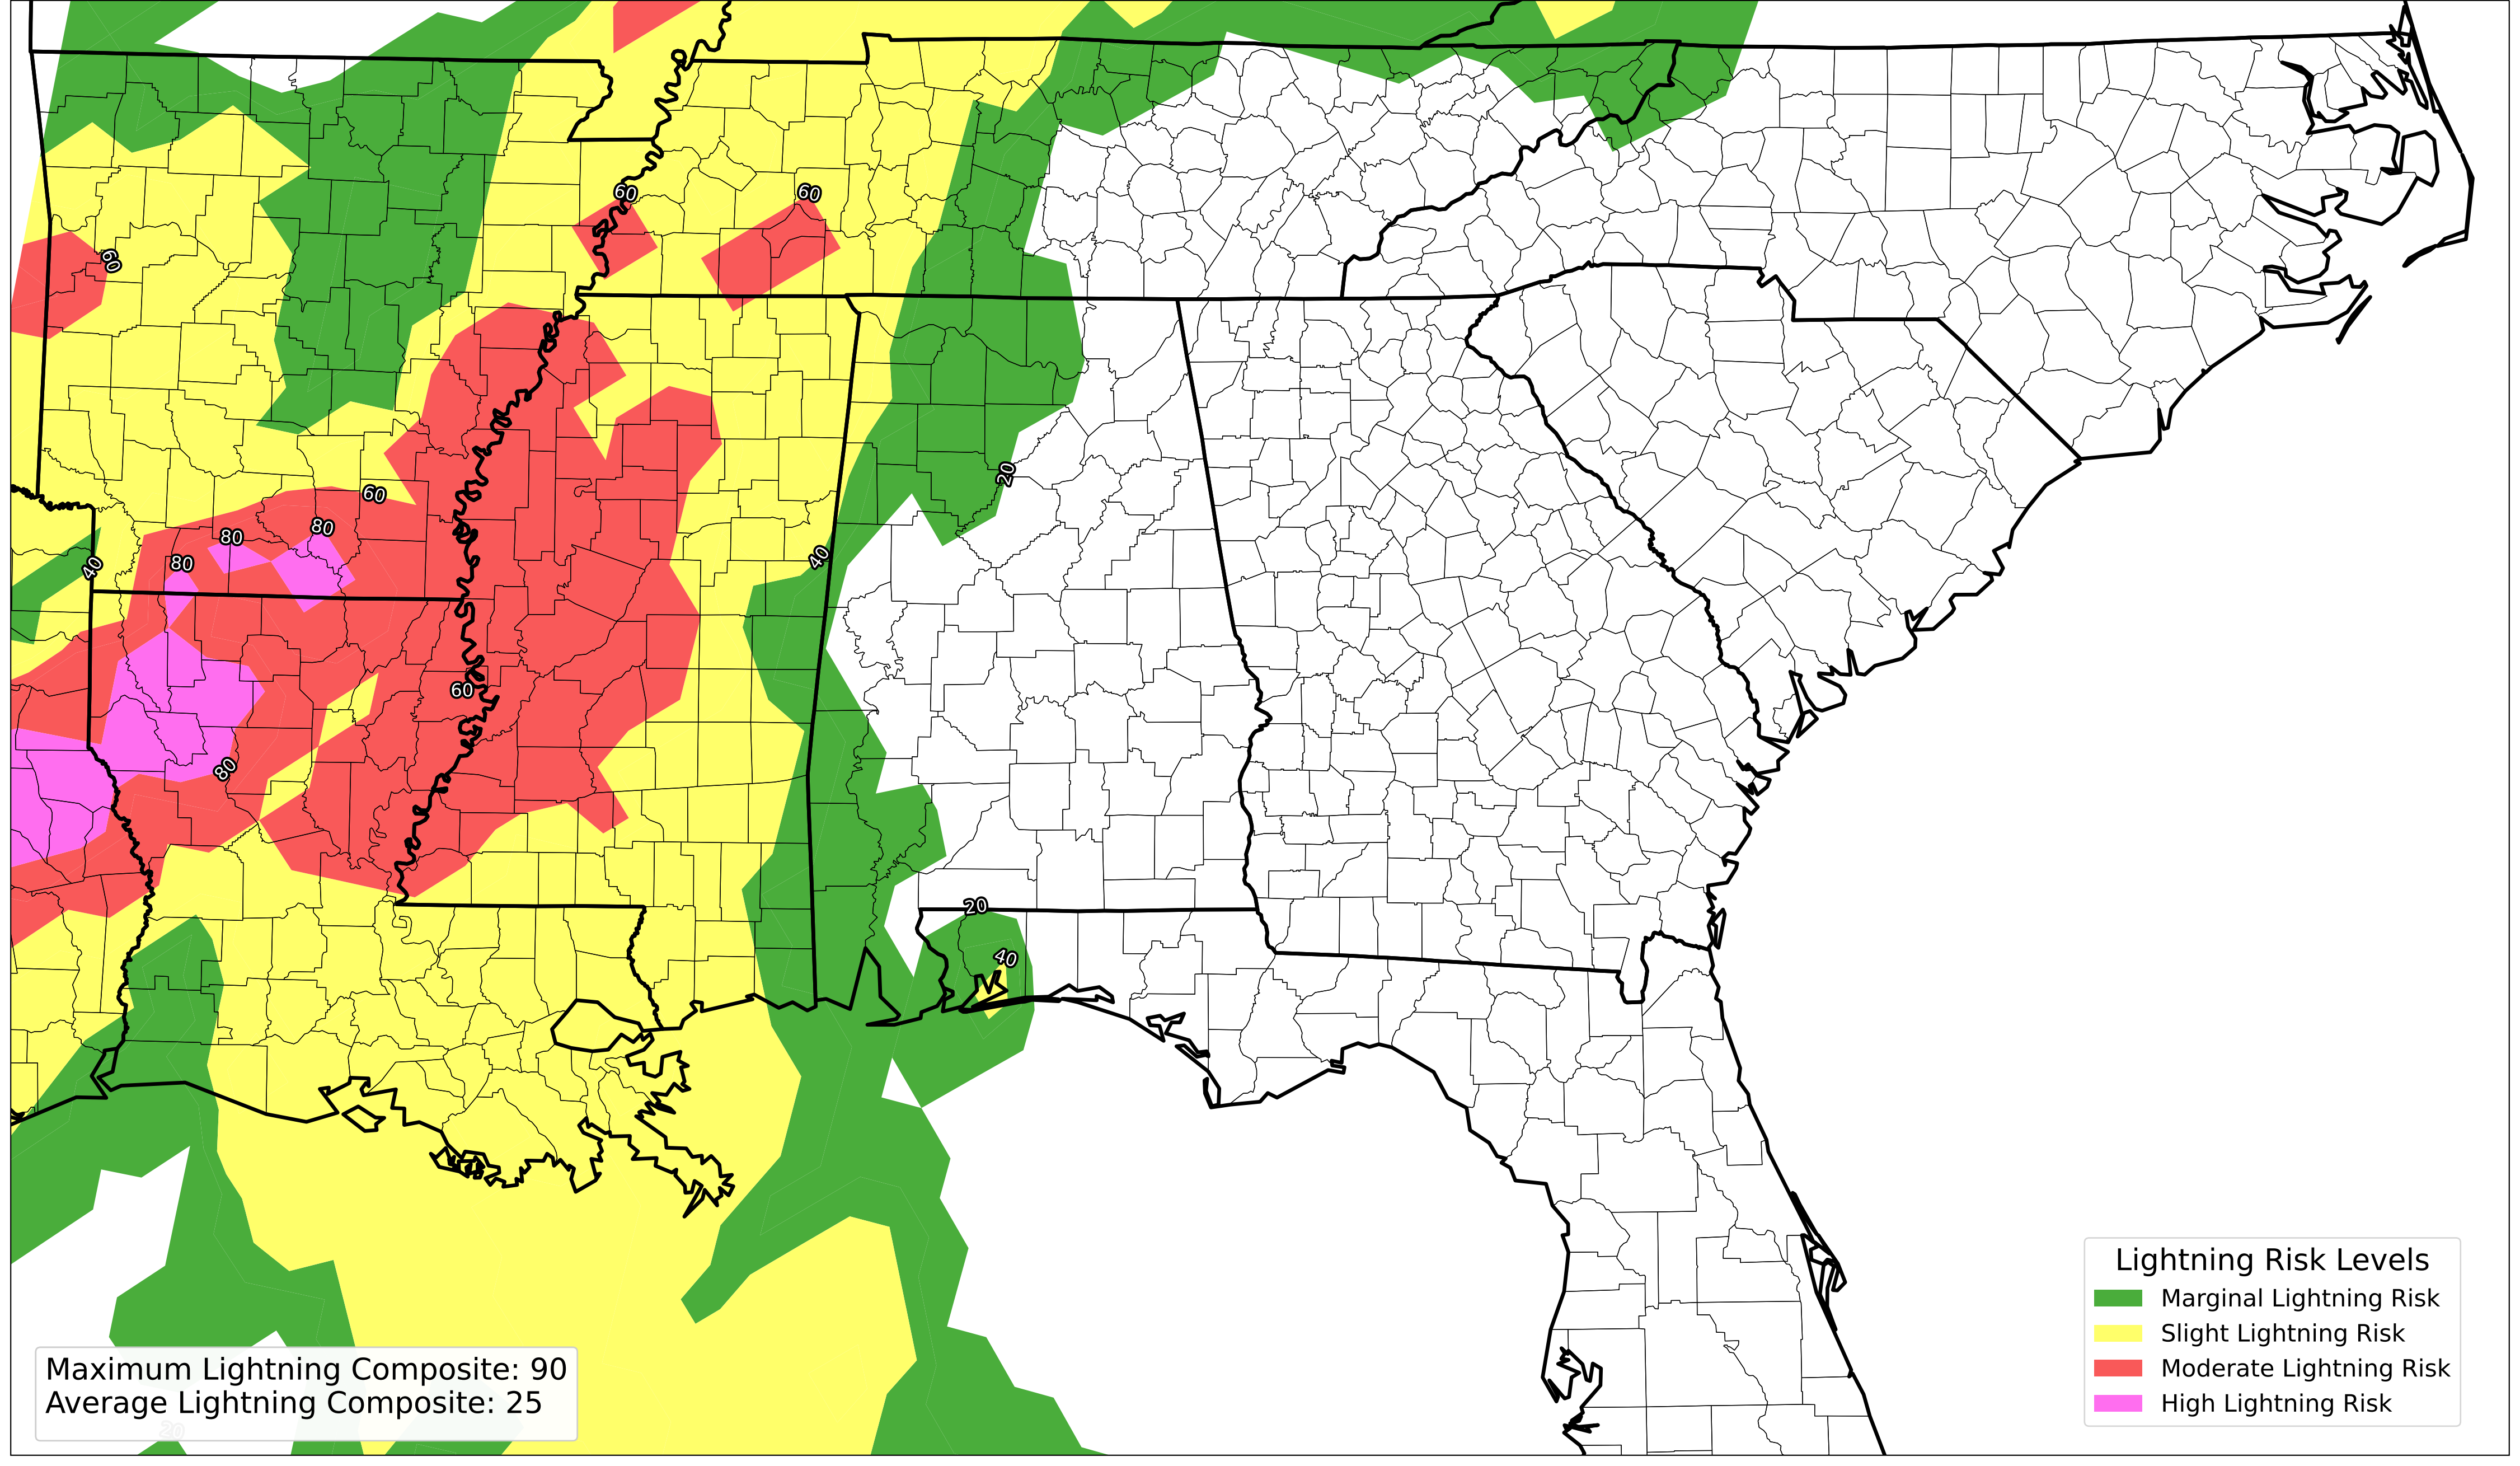 60
60
60
20
60
80
80
40
80
40
60
80
20
40
Lightning Risk Levels
Marginal Lightning Risk
Slight Lightning Risk
Moderate Lightning Risk
High Lightning Risk
Maximum Lightning Composite: 90
Average Lightning Composite: 25
20